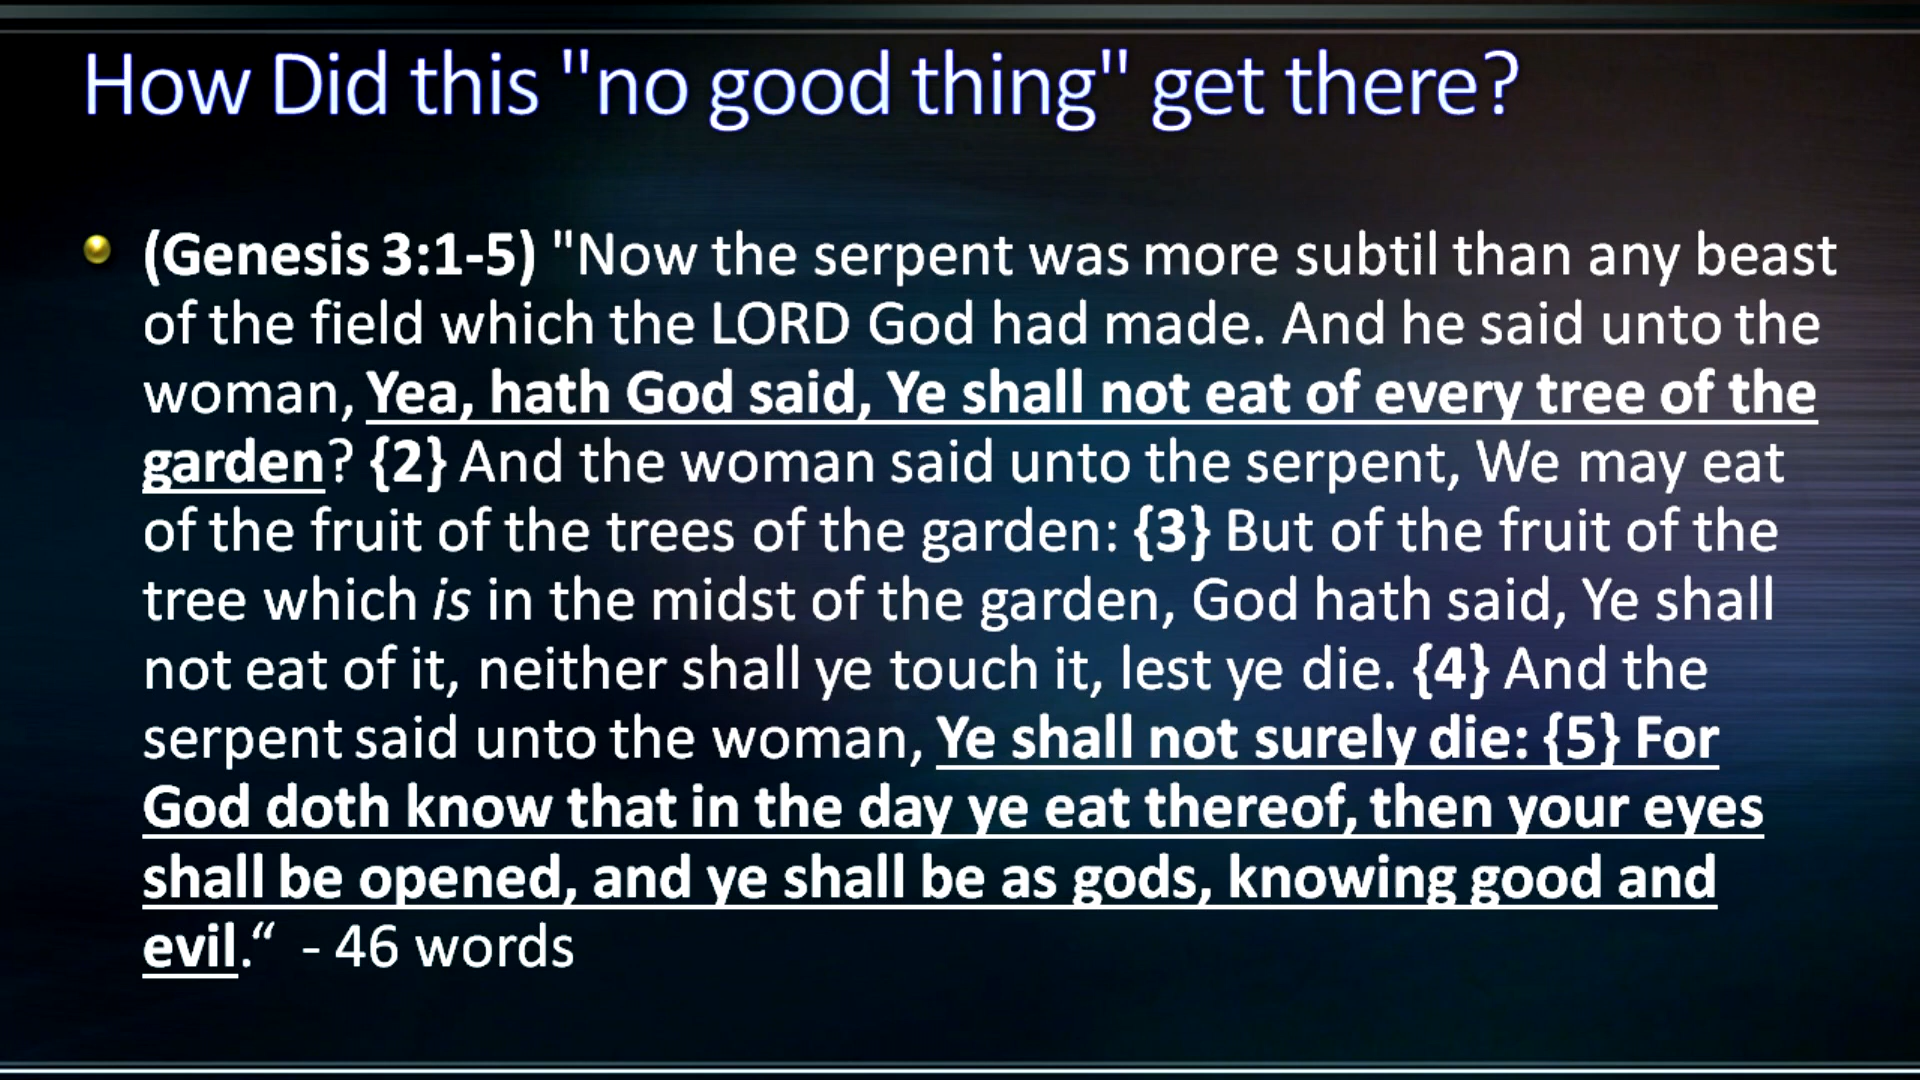 How Did this "no good thing" get there?
(Genesis 3:1-5) "Now the serpent was more subtil than any beast
of the field which the LORD God had made. And he said unto the
woman, Yea, hath God said, Ye shall not eat of every tree of the
garden? {2} And the woman said unto the serpent, We may eat
of the fruit of the trees of the garden: {3} But of the fruit of the
tree which is in the midst of the garden, God hath said, Ye shall
not eat of it, neither shall ye touch it, lest ye die. {4} And the
serpent said unto the woman, Ye shall not surely die: {5} For
God doth know that in the day ye eat thereof, then your eyes
shall be opened, and ye shall be as gods, knowing good and
evil.“ - 46 words